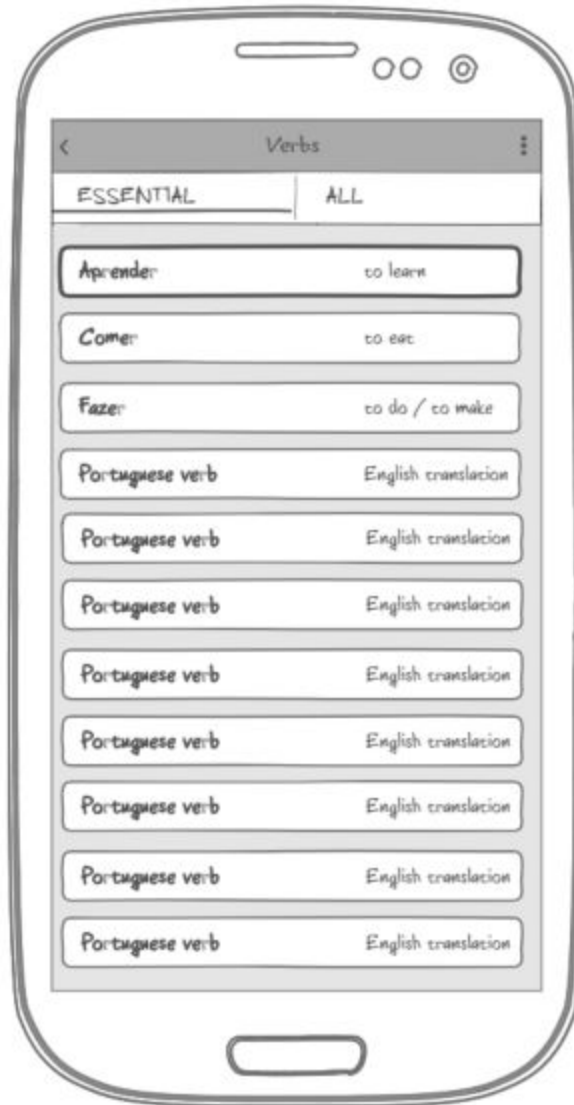 Verbs
ESSENTIAL ALL
Aprender to learn
Comer to eat
Fazer to do / to make
Portuguese verb English translation
Portuguese verb English translation
Portuguese verb English translation
Portuguese verb English translation
Portuguese verb English translation
Portuguese verb English translation
Portuguese verb English translation
Portuguese verb English translation